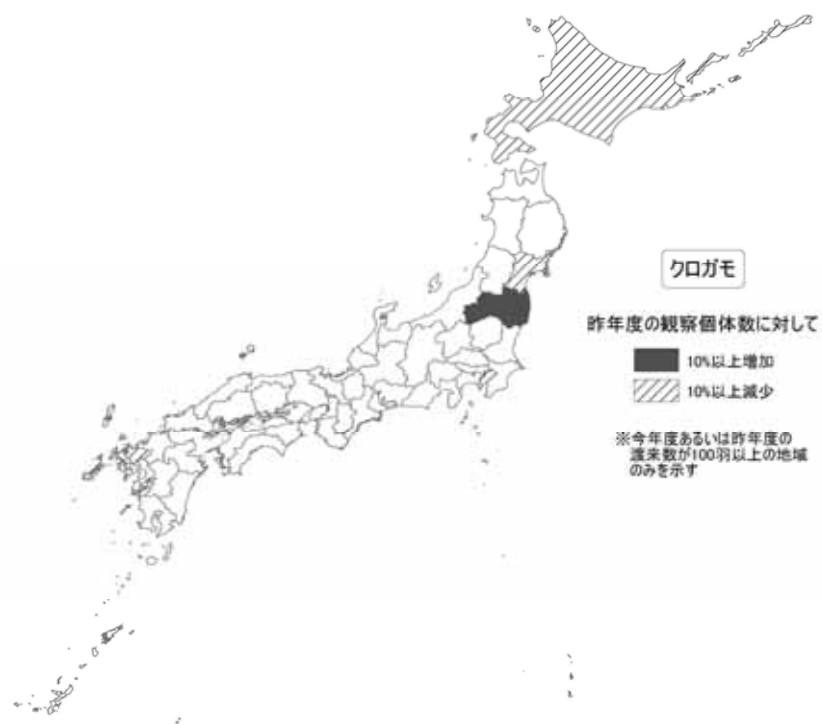 クロガモ
昨年度の観察個体数に対して
10%以上増加
10%以上減少
※今年度あるいは昨年度の
渡来数が100羽以上の地域
のみを示す